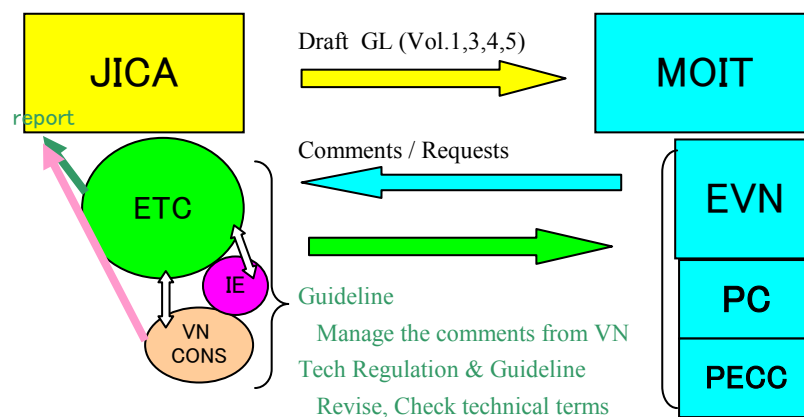 Draft GL (Vol.1,3,4,5)
JICA
MOIT
report
Comments / Requests
ETC
EVN
IE
Guideline
PC
Manage the comments from VN
VN
CONS
Tech Regulation & Guideline
PECC
Revise, Check technical terms